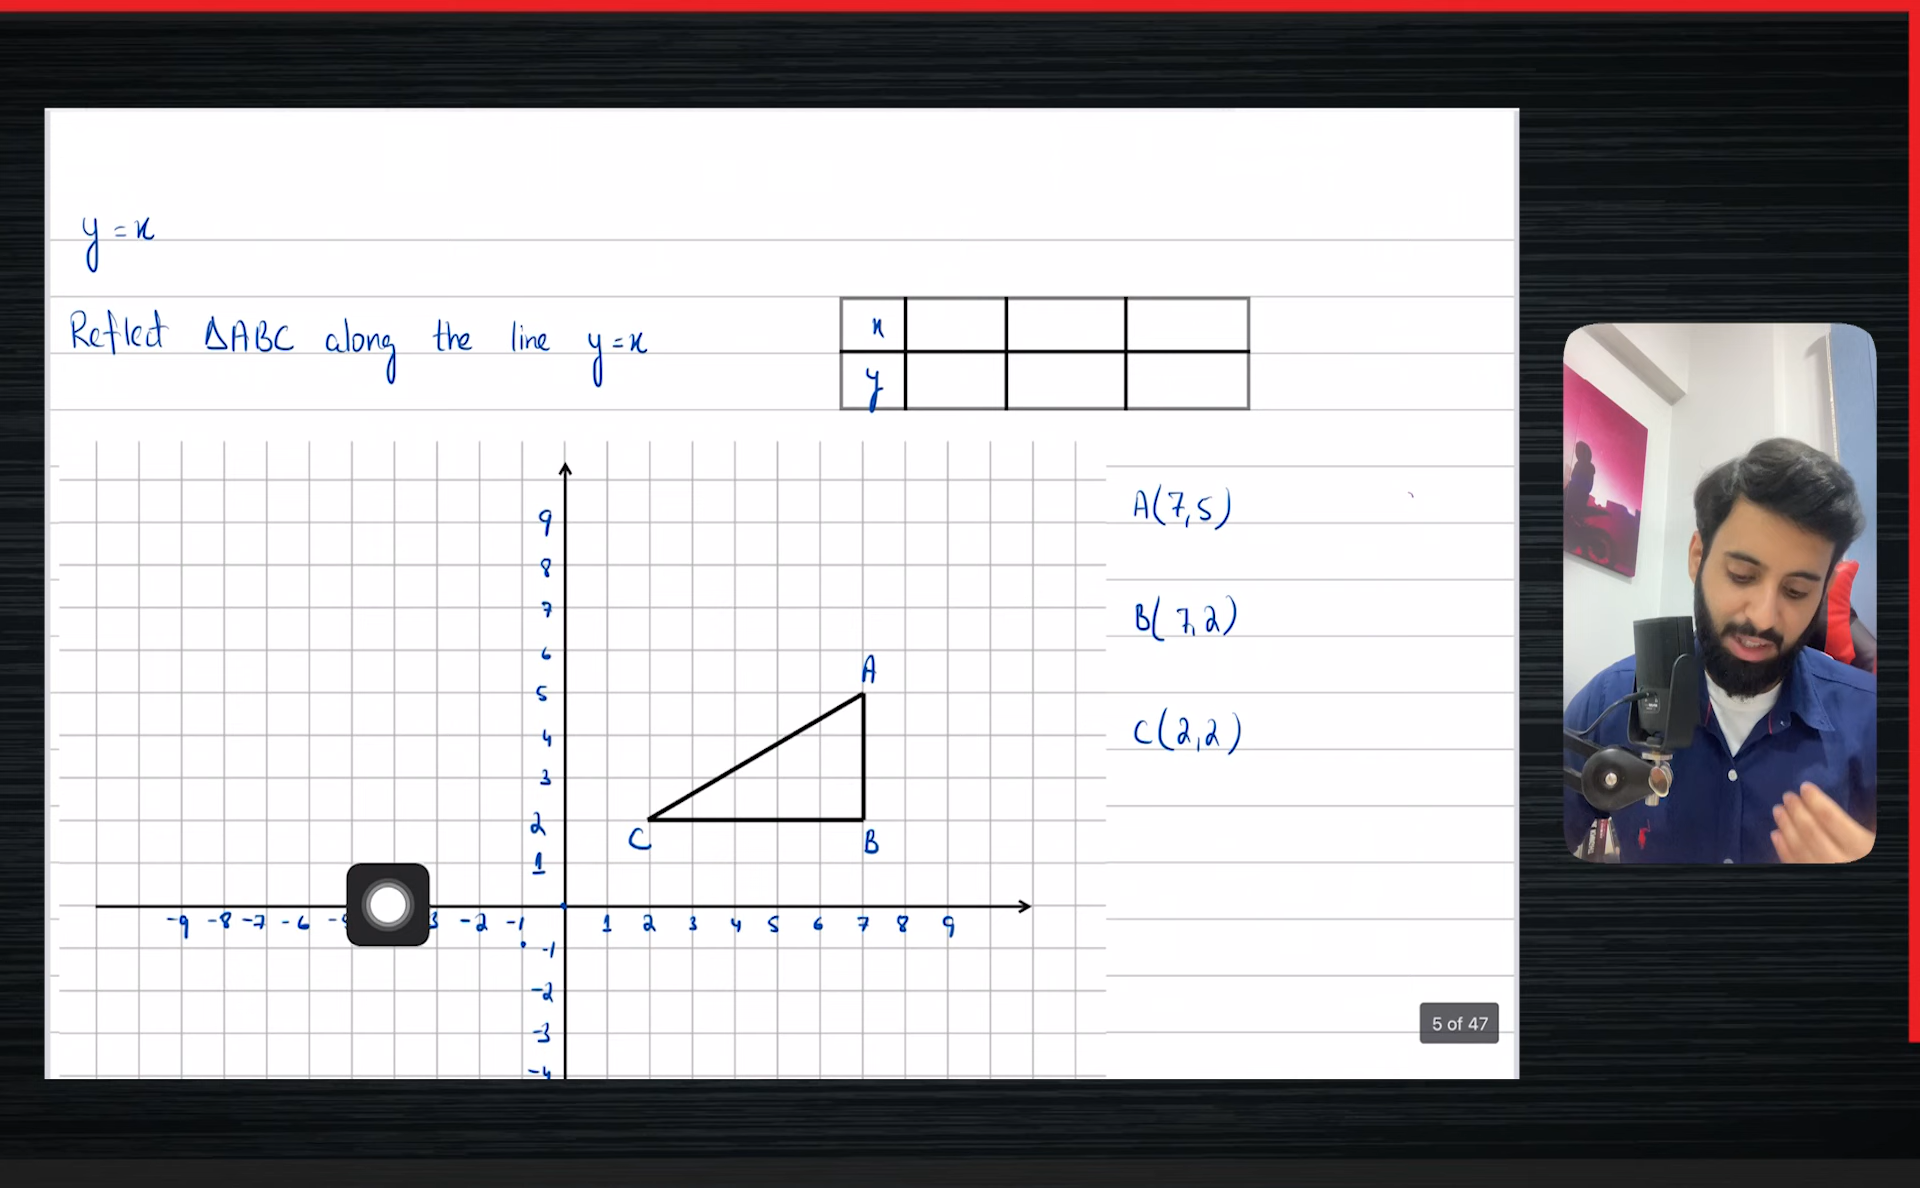 y = x
Reflect ΔABC along the line y = x
x
y
A(7,5)
B(7,2)
C(2,2)
9
8
7
6
5
4
3
2
1
A
C
B
-9 -8 -7 -6 3 -2 -1 1 2 3 4 5 6 7 8 9
-1
-2
-3
-4
5 of 47